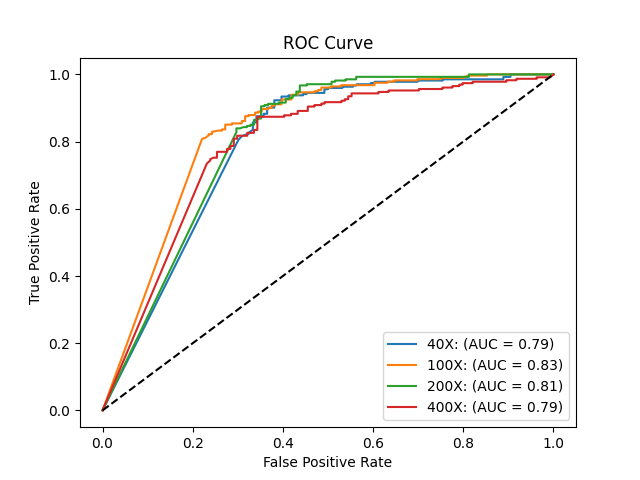 ROC Curve
True Positive Rate
1.0
0.8
0.6
0.4
0.2
0.0
40X: (AUC = 0.79)
100X: (AUC = 0.83)
200X: (AUC = 0.81)
400X: (AUC = 0.79)
0.0 0.2 0.4 0.6 0.8 1.0
False Positive Rate